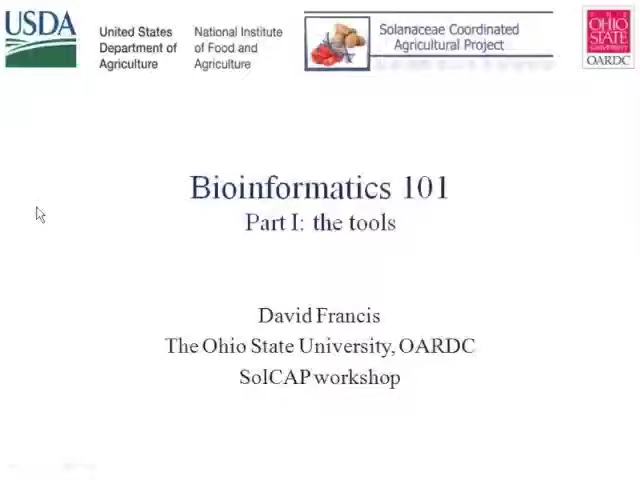 USDA
United States
Department of
Agriculture
National Institute
of Food and
Agriculture
Solanaceae Coordinated
Agricultural Project
THE
OHIO
STATE
UNIVERSITY
OARDC
Bioinformatics 101
Part I: the tools
David Francis
The Ohio State University, OARDC
SolCAP workshop